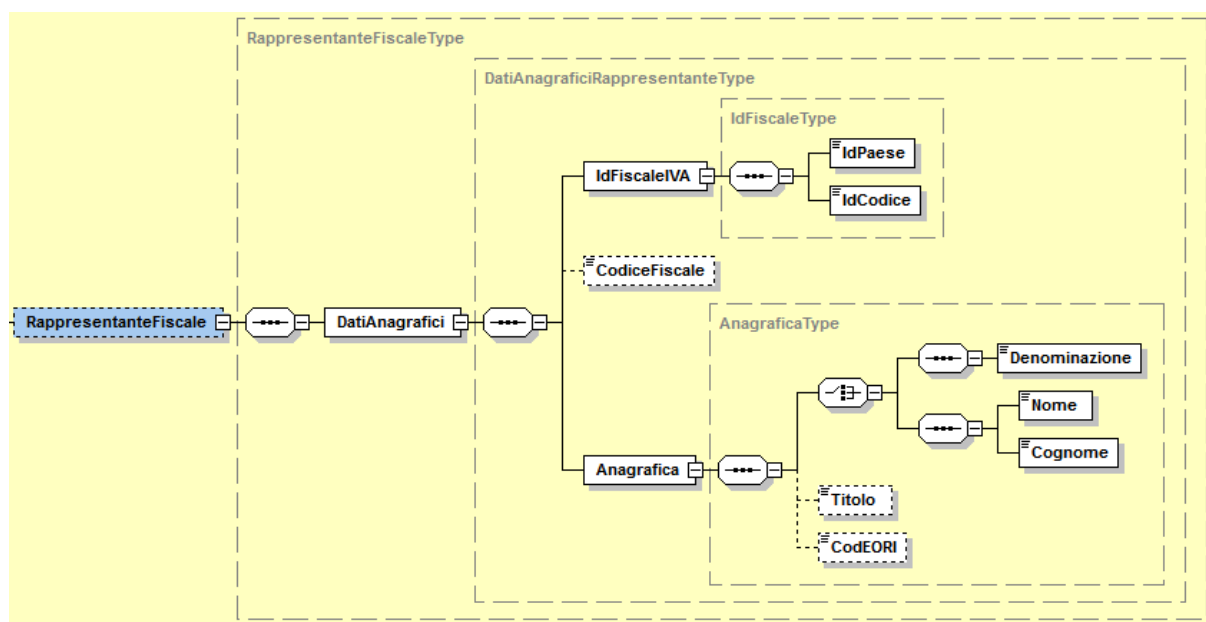 RappresentanteFiscaleType
DatiAnagraficiRappresentanteType
IdFiscaleType
IdPaese
IdFiscaleIVA
IdCodice
CodiceFiscale
RappresentanteFiscale
DatiAnagrafici
AnagraficaType
Denominazione
Nome
Cognome
Anagrafica
Titolo
CodEORI